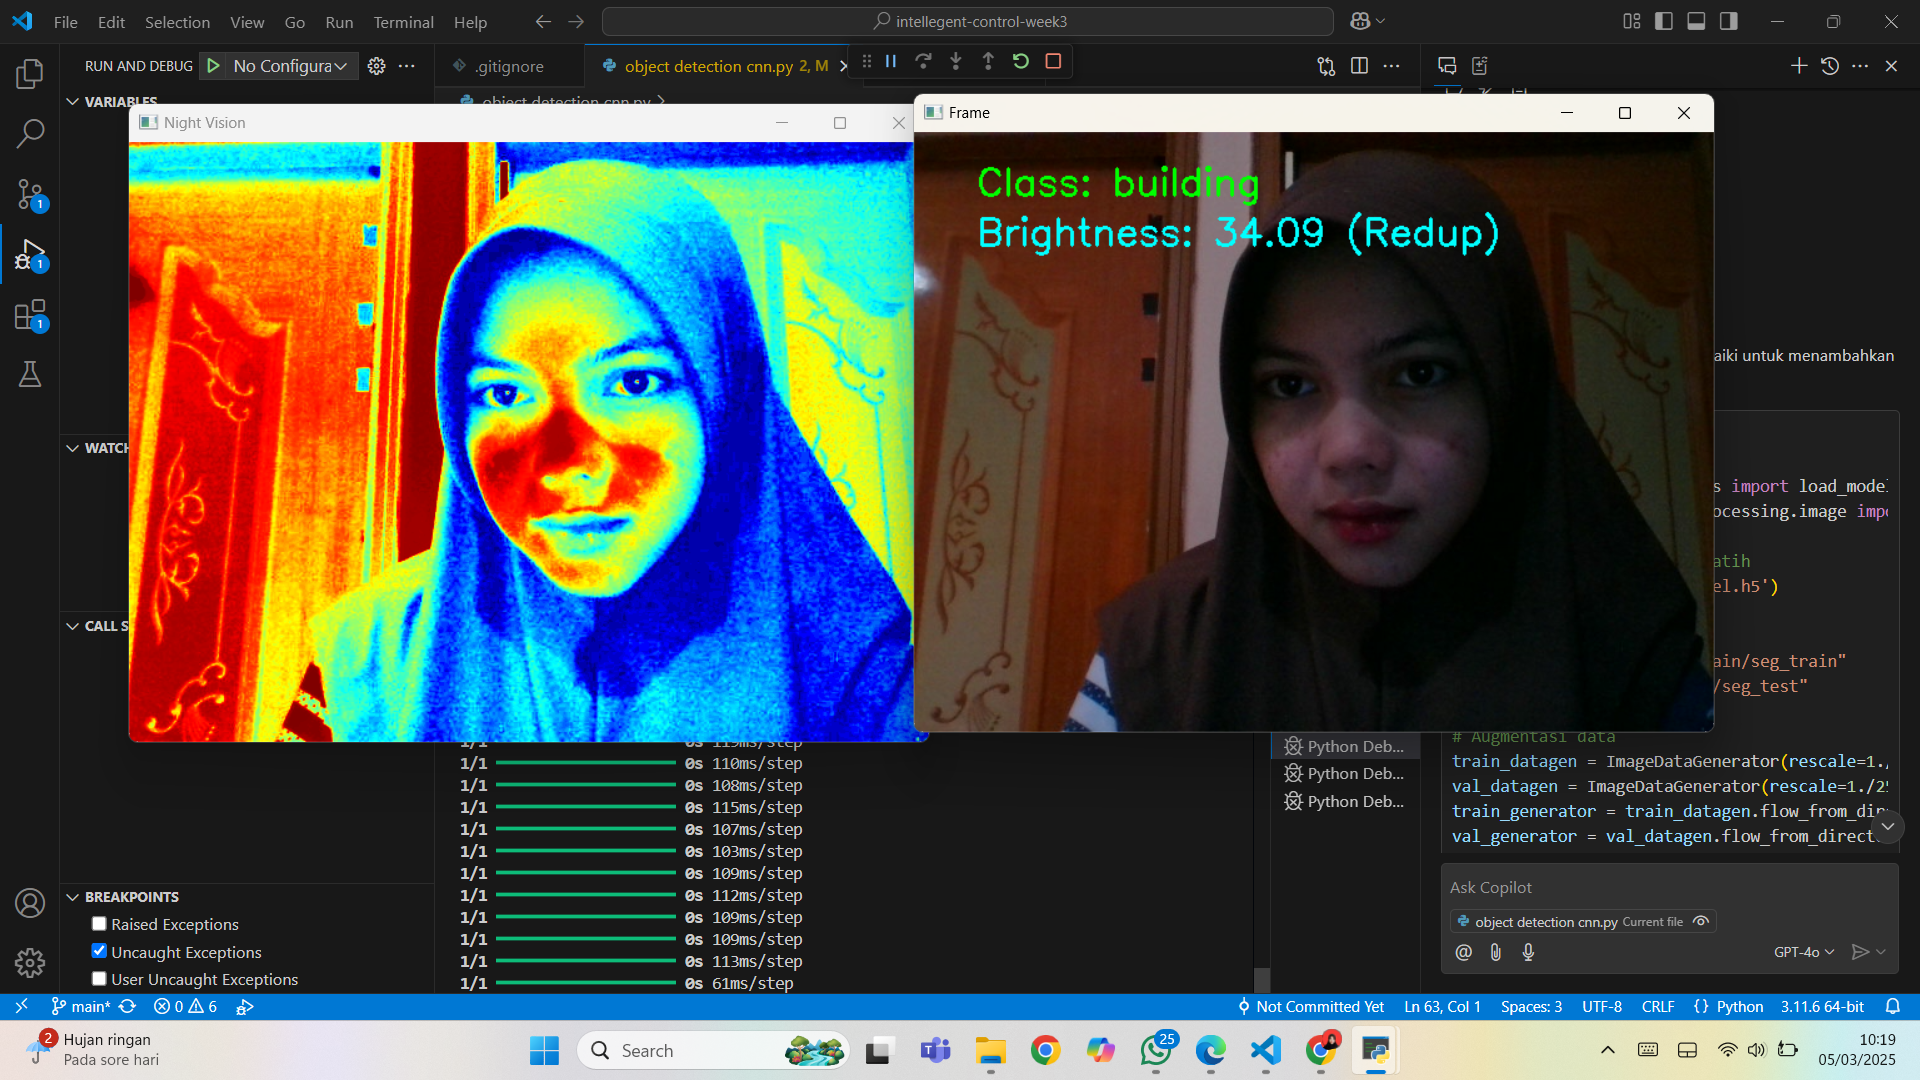 File Edit Selection View Go Run Terminal Help
intellegent-control-week3
RUN AND DEBUG
No Configura
.gitignore
object detection cnn.py 2, M
VARIABLES
object detection cnn.py
Night Vision
Frame
Class: building
Brightness: 34.09 (Redup)
aiki untuk menambahkan
WATCH
s import load_model
ocessing.image impo
atih
el.h5')
CALL S
ain/seg_train"
/seg_test"
# Augmentasi data
train_datagen = ImageDataGenerator(rescale=1./
val_datagen = ImageDataGenerator(rescale=1./25
train_generator = train_datagen.flow_from_dir
val_generator = val_datagen.flow_from_direct
Python Deb...
Python Deb...
Python Deb...
1/1 0s 119ms/step
1/1 0s 110ms/step
1/1 0s 108ms/step
1/1 0s 115ms/step
1/1 0s 107ms/step
1/1 0s 103ms/step
1/1 0s 109ms/step
1/1 0s 112ms/step
1/1 0s 109ms/step
1/1 0s 109ms/step
1/1 0s 113ms/step
1/1 0s 61ms/step
BREAKPOINTS
Raised Exceptions
Uncaught Exceptions
User Uncaught Exceptions
Ask Copilot
object detection cnn.py Current file
GPT-4o
main* 0 6
Not Committed Yet Ln 63, Col 1 Spaces: 3 UTF-8 CRLF {} Python 3.11.6 64-bit
2
Hujan ringan
Pada sore hari
Search
25
10:19
05/03/2025